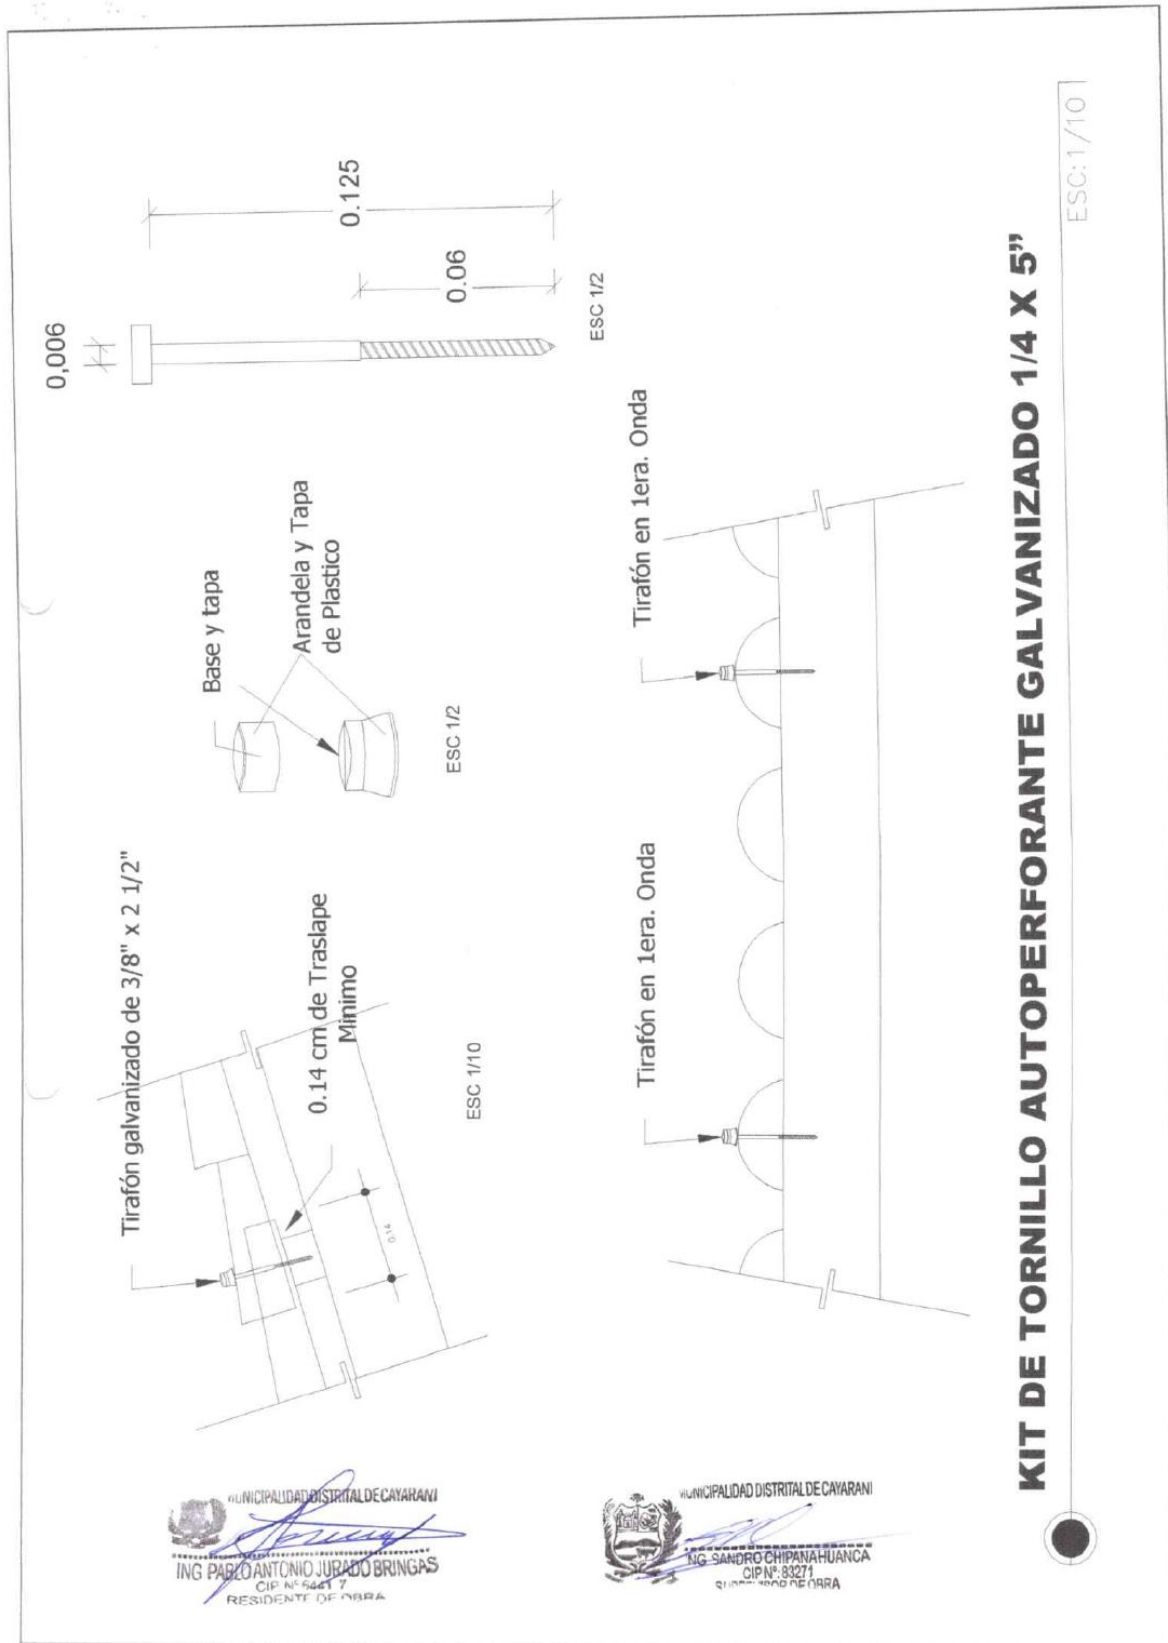 Tirafón galvanizado de 3/8" x 2 1/2"
0.14 cm de Traslape
Minimo
0.14
ESC 1/10
Base y tapa
Arandela y Tapa
de Plastico
ESC 1/2
0,006
0.125
0.06
ESC 1/2
Tirafón en 1era. Onda
Tirafón en 1era. Onda
KIT DE TORNILLO AUTOPERFORANTE GALVANIZADO 1/4 X 5”
ESC: 1/10
MUNICIPALIDAD DISTRITAL DE CAYARANI
ING PABLO ANTONIO JURADO BRINGAS
CIP Nº
RESIDENTE DE OBRA
MUNICIPALIDAD DISTRITAL DE CAYARANI
ING SANDRO CHIPANA HUANCA
CIP Nº: 83271
DE OBRA